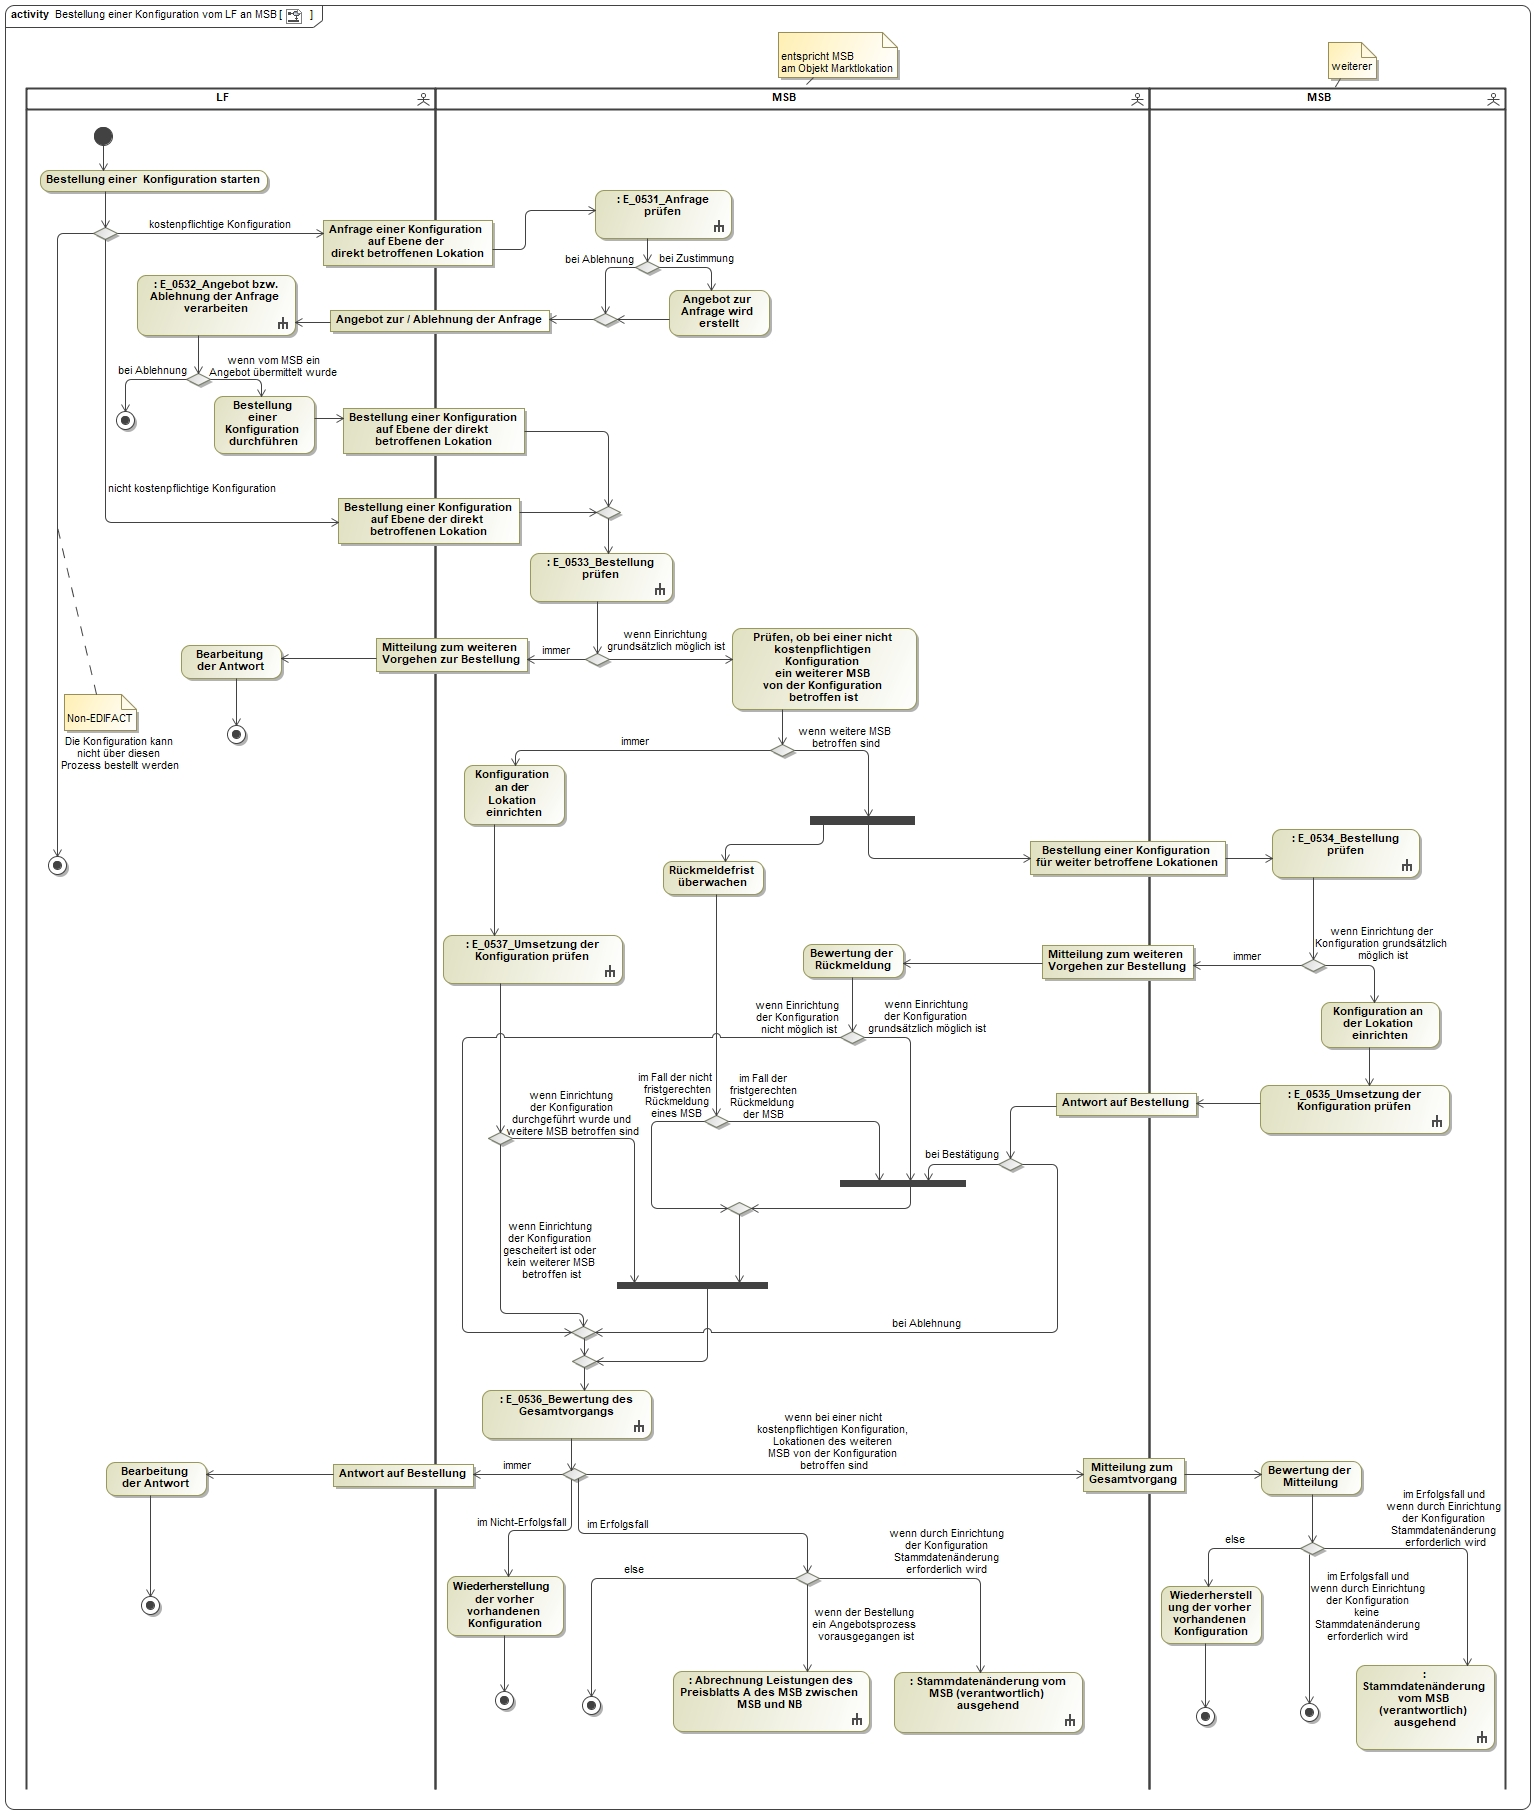 activity Bestellung einer Konfiguration vom LF an MSB [ ]
entspricht MSB
am Objekt Marktlokation
weiterer
LF
MSB
MSB
Bestellung einer Konfiguration starten
kostenpflichtige Konfiguration
Anfrage einer Konfiguration
auf Ebene der
direkt betroffenen Lokation
: E_0531_Anfrage
prüfen
bei Ablehnung
bei Zustimmung
Angebot zur
Anfrage wird
erstellt
Angebot zur / Ablehnung der Anfrage
: E_0532_Angebot bzw.
Ablehnung der Anfrage
verarbeiten
bei Ablehnung
wenn vom MSB ein
Angebot übermittelt wurde
Bestellung
einer
Konfiguration
durchführen
Bestellung einer Konfiguration
auf Ebene der direkt
betroffenen Lokation
nicht kostenpflichtige Konfiguration
Bestellung einer Konfiguration
auf Ebene der direkt
betroffenen Lokation
: E_0533_Bestellung
prüfen
immer
wenn Einrichtung
grundsätzlich möglich ist
Mitteilung zum weiteren
Vorgehen zur Bestellung
Bearbeitung
der Antwort
Non-EDIFACT
Die Konfiguration kann
nicht über diesen
Prozess bestellt werden
Prüfen, ob bei einer nicht
kostenpflichtigen
Konfiguration
ein weiterer MSB
von der Konfiguration
betroffen ist
immer
wenn weitere MSB
betroffen sind
Konfiguration
an der
Lokation
einrichten
Rückmeldefrist
überwachen
Bestellung einer Konfiguration
für weiter betroffene Lokationen
: E_0534_Bestellung
prüfen
wenn Einrichtung der
Konfiguration grundsätzlich
möglich ist
immer
Mitteilung zum weiteren
Vorgehen zur Bestellung
Bewertung der
Rückmeldung
: E_0537_Umsetzung der
Konfiguration prüfen
Konfiguration an
der Lokation
einrichten
wenn Einrichtung
der Konfiguration
nicht möglich ist
wenn Einrichtung
der Konfiguration
grundsätzlich möglich ist
: E_0535_Umsetzung der
Konfiguration prüfen
Antwort auf Bestellung
im Fall der nicht
fristgerechten
Rückmeldung
eines MSB
im Fall der
fristgerechten
Rückmeldung
der MSB
wenn Einrichtung
der Konfiguration
durchgeführt wurde und
weitere MSB betroffen sind
bei Bestätigung
wenn Einrichtung
der Konfiguration
gescheitert ist oder
kein weiterer MSB
betroffen ist
bei Ablehnung
: E_0536_Bewertung des
Gesamtvorgangs
immer
wenn bei einer nicht
kostenpflichtigen Konfiguration,
Lokationen des weiteren
MSB von der Konfiguration
betroffen sind
Antwort auf Bestellung
Bearbeitung
der Antwort
Mitteilung zum
Gesamtvorgang
Bewertung der
Mitteilung
im Nicht-Erfolgsfall
im Erfolgsfall
else
wenn durch Einrichtung
der Konfiguration
Stammdatenänderung
erforderlich wird
wenn der Bestellung
ein Angebotsprozess
vorausgegangen ist
Wiederherstellung
der vorher
vorhandenen
Konfiguration
: Abrechnung Leistungen des
Preisblatts A des MSB zwischen
MSB und NB
: Stammdatenänderung vom
MSB (verantwortlich)
ausgehend
else
im Erfolgsfall und
wenn durch Einrichtung
der Konfiguration
Stammdatenänderung
erforderlich wird
im Erfolgsfall und
wenn durch Einrichtung
der Konfiguration
keine
Stammdatenänderung
erforderlich wird
Wiederherstell
ung der vorher
vorhandenen
Konfiguration
:
Stammdatenänderung
vom MSB
(verantwortlich)
ausgehend